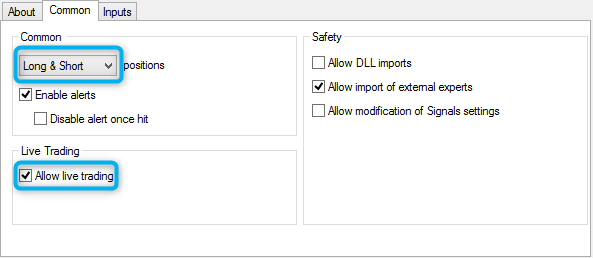 About Common Inputs
Common
Long & Short positions
Enable alerts
Disable alert once hit
Live Trading
Allow live trading
Safety
Allow DLL imports
Allow import of external experts
Allow modification of Signals settings